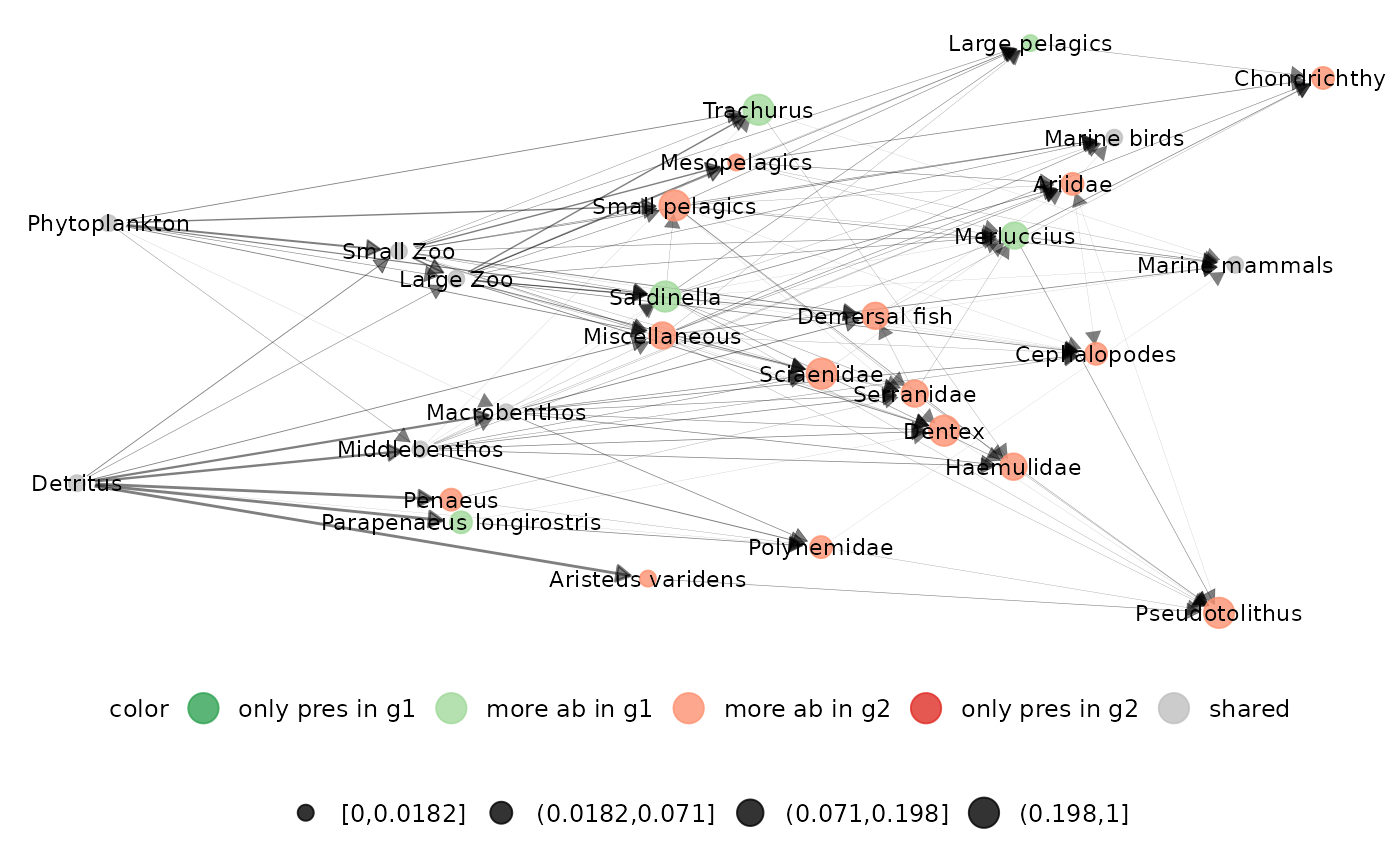 Large pelagics
Chondrichthy
Trachurus
Marine birds
Mesopelagics
Ariidae
Small pelagics
Phytoplankton
Merluccius
Small Zoo
Marine mammals
Large Zoo
Sardinella
Demersal fish
Miscellaneous
Cephalopodes
Sciaenidae
Serranidae
Macrobenthos
Dentex
Middlebenthos
Haemulidae
Detritus
Penaeus
Parapenaeus longirostris
Polynemidae
Aristeus varidens
Pseudotolithus
color only pres in g1 more ab in g1 more ab in g2 only pres in g2 shared
[0,0.0182] (0.0182,0.071] (0.071,0.198] (0.198,1]